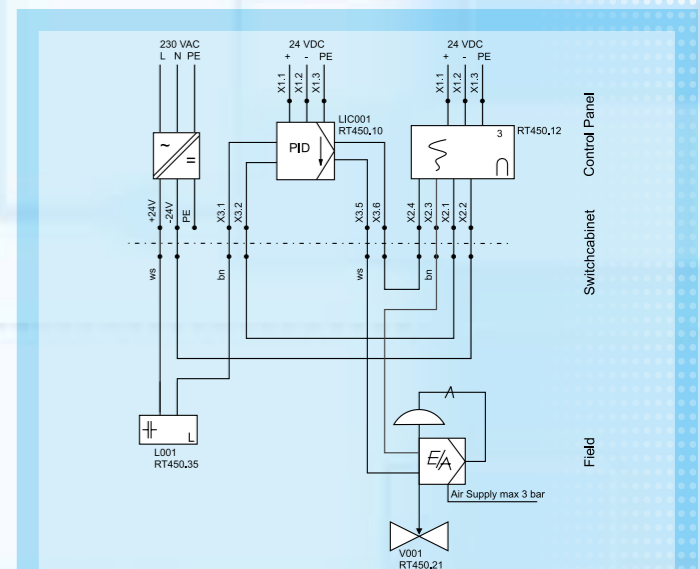 230 VAC
L N PE
24 VDC
+ - PE
24 VDC
+ - PE
X1.1
X1.2
X1.3
X1.1
X1.2
X1.3
LIC001
RT450.10
PID
3
RT450.12
~
=
Control Panel
+24V
-24V
PE
X3.1
X3.2
X3.5
X3.6
X2.4
X2.3
X2.1
X2.2
Switchcabinet
ws
bn
ws
bn
L
L001
RT450.35
E/A
Field
Air Supply max 3 bar
V001
RT450.21